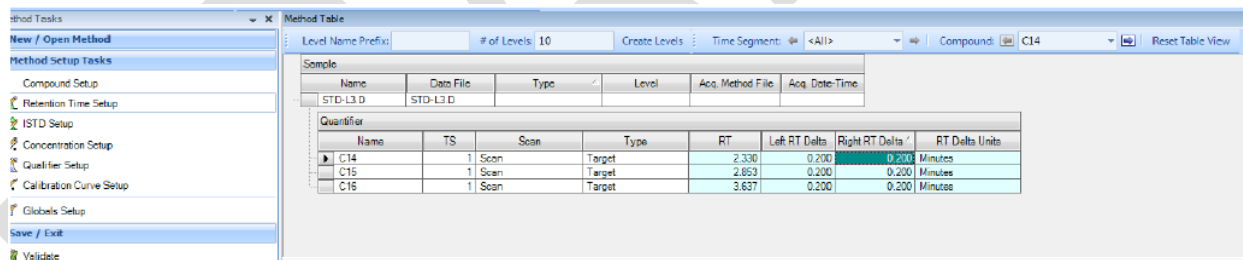 ethod Tasks
New / Open Method
Method Setup Tasks
Compound Setup
Retention Time Setup
ISTD Setup
Concentration Setup
Qualifier Setup
Calibration Curve Setup
Globals Setup
Save / Exit
Validate
Method Table
Level Name Prefix: # of Levels: 10 Create Levels Time Segment: <All> Compound: C14 Reset Table View
Sample
Name Data File Type Level Acq. Method File Acq. Date-Time
STD-L3.D STD-L3.D
Quantifier
Name TS Scan Type RT Left RT Delta Right RT Delta RT Delta Units
C14 1 Scan Target 2.330 0.200 0.200 Minutes
C15 1 Scan Target 2.853 0.200 0.200 Minutes
C16 1 Scan Target 3.637 0.200 0.200 Minutes